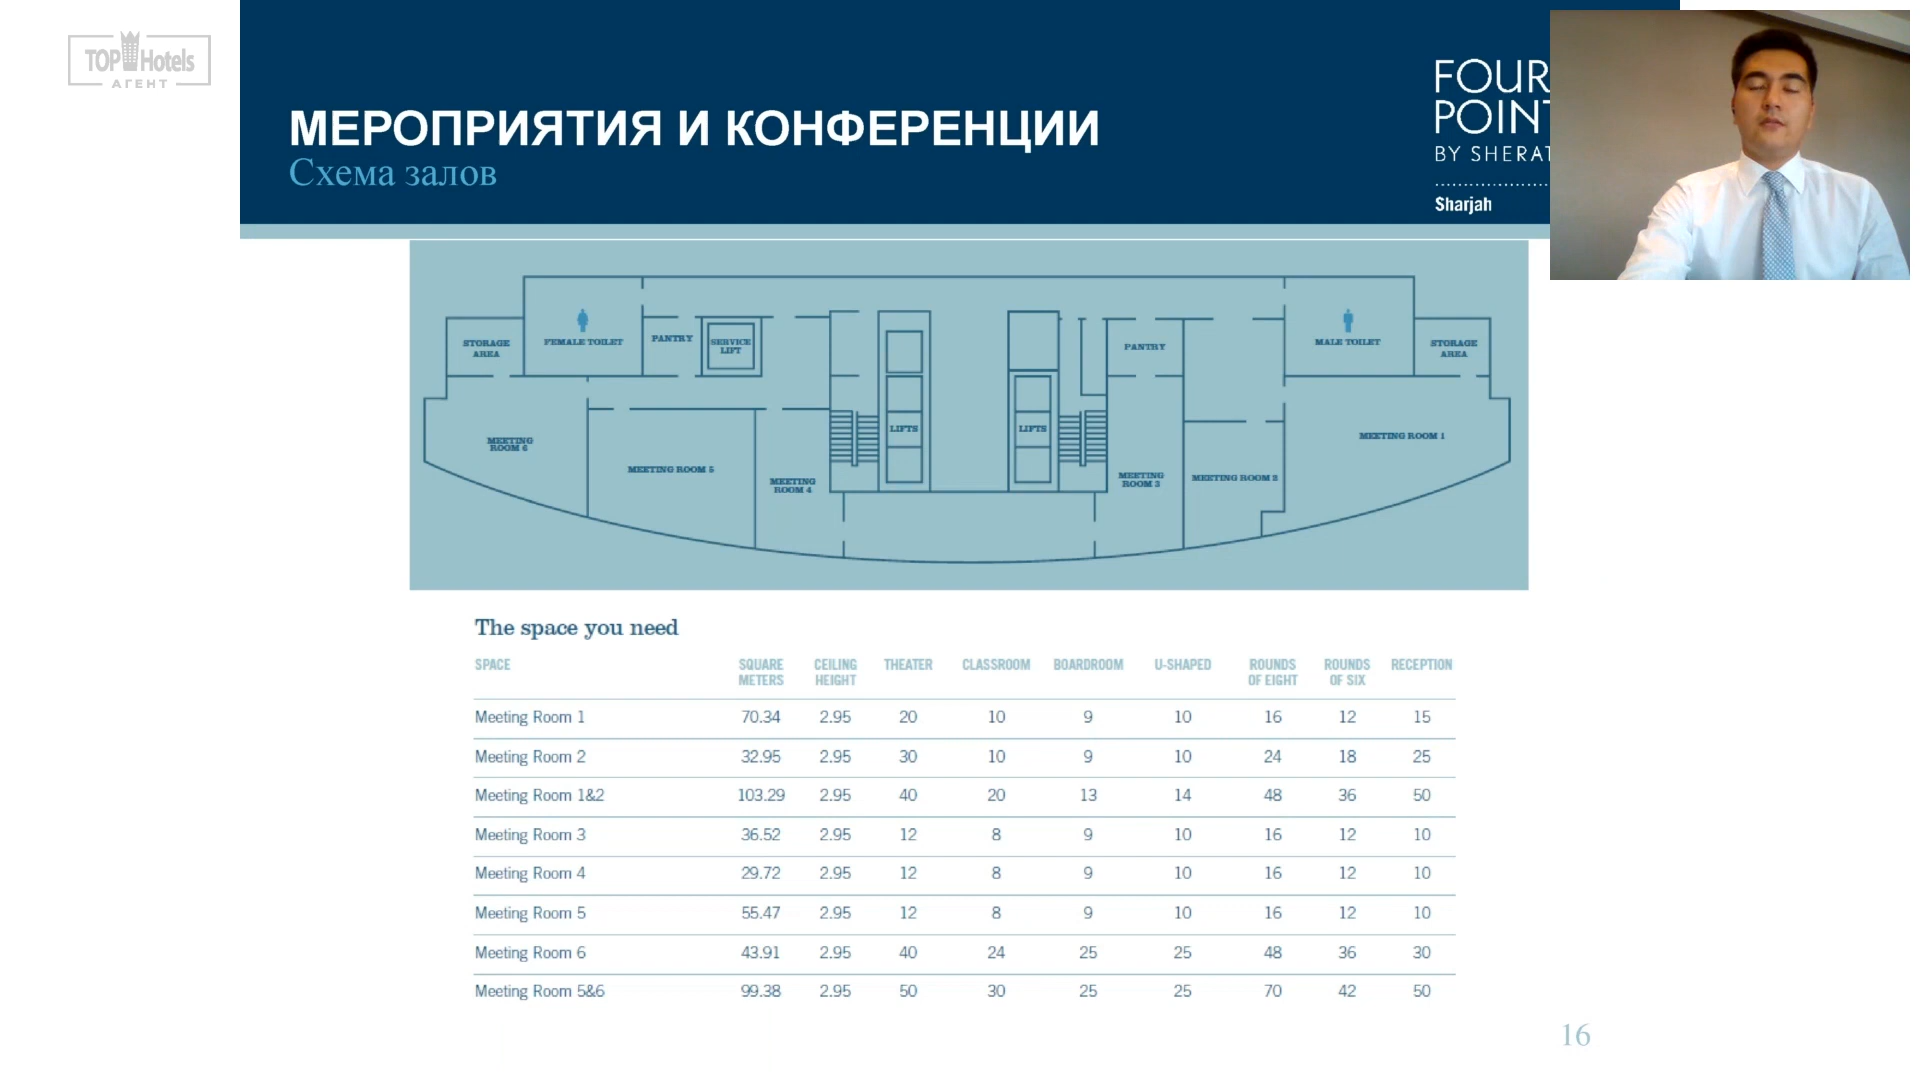 TOP Hotels
АГЕНТ
МЕРОПРИЯТИЯ И КОНФЕРЕНЦИИ
Схема залов
FOUR
POINT
BY SHERAT
Sharjah
STORAGE
AREA
FEMALE TOILET
PANTRY
SERVICE
LIFT
PANTRY
MALE TOILET
STORAGE
AREA
MEETING
ROOM 6
MEETING ROOM 5
MEETING
ROOM 4
LIFTS
LIFTS
MEETING
ROOM 3
MEETING ROOM 2
MEETING ROOM 1
The space you need
SPACE SQUARE METERS CEILING HEIGHT THEATER CLASSROOM BOARDROOM U-SHAPED ROUNDS OF EIGHT ROUNDS OF SIX RECEPTION
Meeting Room 1 70.34 2.95 20 10 9 10 16 12 15
Meeting Room 2 32.95 2.95 30 10 9 10 24 18 25
Meeting Room 1&2 103.29 2.95 40 20 13 14 48 36 50
Meeting Room 3 36.52 2.95 12 8 9 10 16 12 10
Meeting Room 4 29.72 2.95 12 8 9 10 16 12 10
Meeting Room 5 55.47 2.95 12 8 9 10 16 12 10
Meeting Room 6 43.91 2.95 40 24 25 25 48 36 30
Meeting Room 5&6 99.38 2.95 50 30 25 25 70 42 50
16